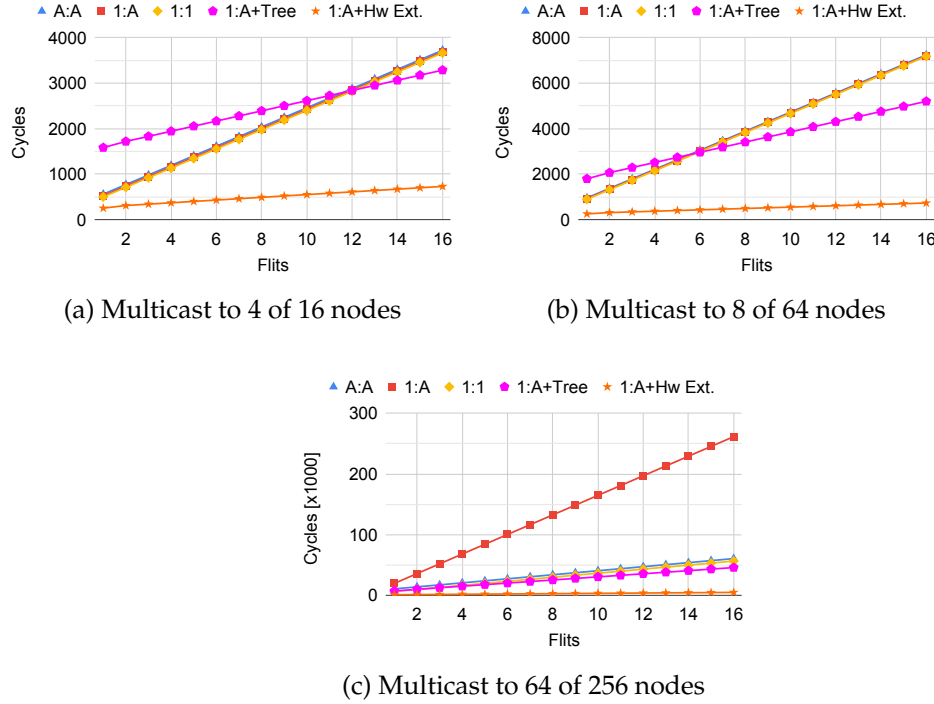 A:A 1:A 1:1 1:A+Tree 1:A+Hw Ext.
4000
3000
2000
1000
0
Cycles
2 4 6 8 10 12 14 16
Flits
(a) Multicast to 4 of 16 nodes
A:A 1:A 1:1 1:A+Tree 1:A+Hw Ext.
8000
6000
4000
2000
0
Cycles
2 4 6 8 10 12 14 16
Flits
(b) Multicast to 8 of 64 nodes
A:A 1:A 1:1 1:A+Tree 1:A+Hw Ext.
300
200
100
0
Cycles [x1000]
2 4 6 8 10 12 14 16
Flits
(c) Multicast to 64 of 256 nodes